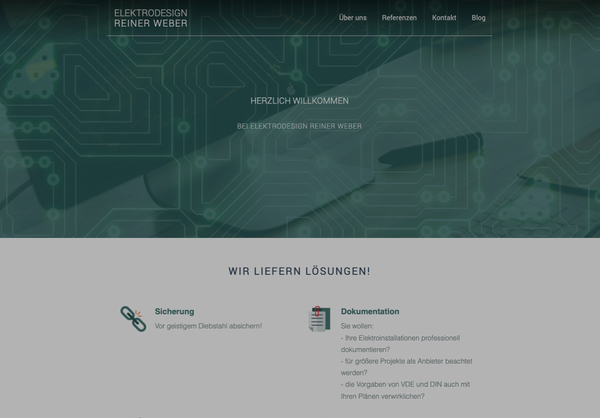 ELEKTRODESIGN
REINER WEBER
Über uns Referenzen Kontakt Blog
HERZLICH WILLKOMMEN
BEI ELEKTRODESIGN REINER WEBER
WIR LIEFERN LÖSUNGEN!
Sicherung
Vor geistigem Diebstahl absichern!
Dokumentation
Sie wollen:
- Ihre Elektroinstallationen professionell
dokumentieren?
- für größere Projekte als Anbieter beachtet
werden?
- die Vorgaben von VDE und DIN auch mit
Ihren Plänen verwirklichen?